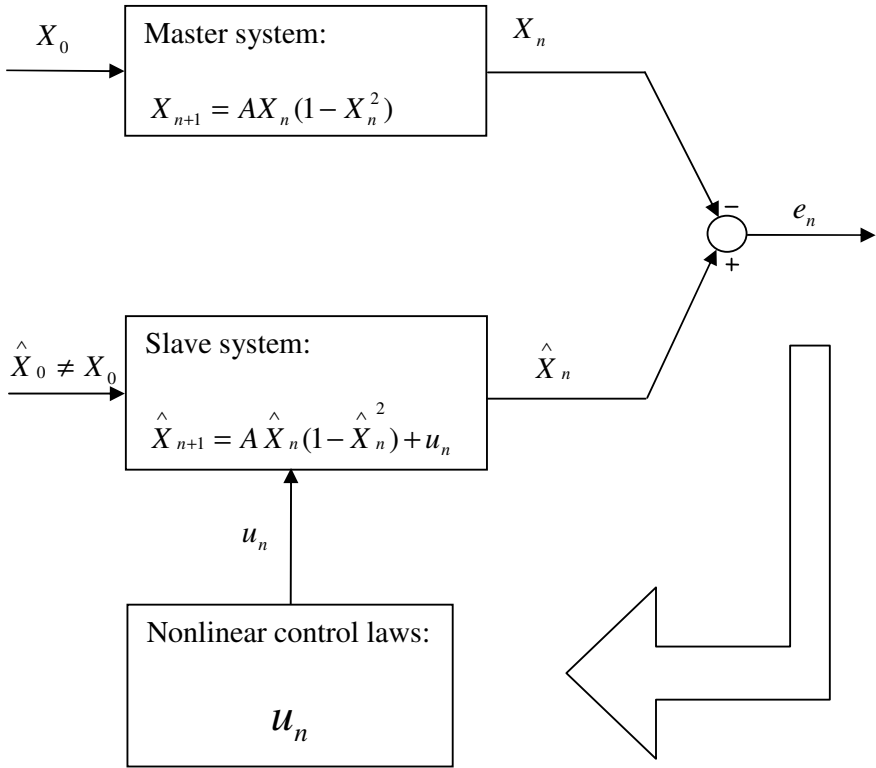 X_0
Master system:
X_{n+1} = AX_n(1 − X_n^2)
X_n
−
e_n
+
X̂_0 ≠ X_0
Slave system:
X̂_{n+1} = A X̂_n(1 − X̂_n^2) + u_n
X̂_n
u_n
Nonlinear control laws:
u_n